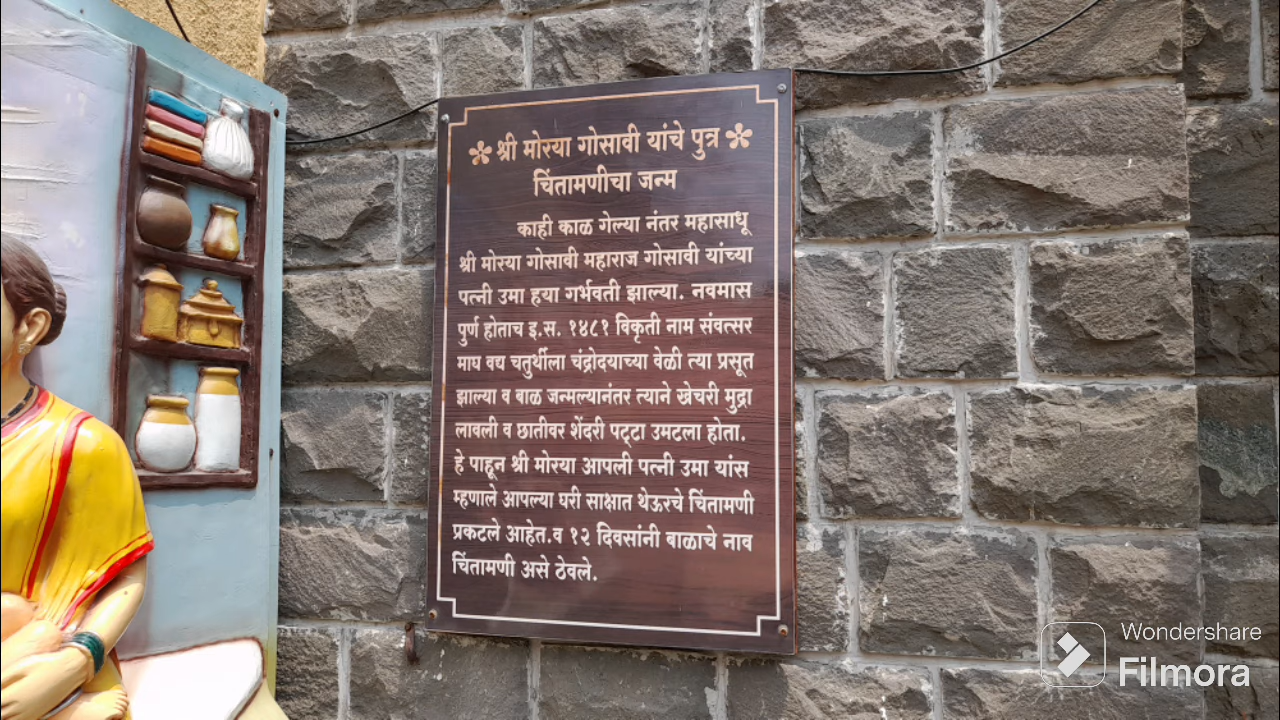 श्री मोरया गोसावी यांचे पुत्र
चिंतामणीचा जन्म
काही काळ गेल्या नंतर महासाधू
श्री मोरया गोसावी महाराज गोसावी यांच्या
पत्नी उमा हया गर्भवती झाल्या. नवमास
पुर्ण होताच इ.स. १४८१ विकृती नाम संवत्सर
माघ वद्य चतुर्थीला चंद्रोदयाच्या वेळी त्या प्रसूत
झाल्या व बाळ जन्मल्यानंतर त्याने खेचरी मुद्रा
लावली व छातीवर शेंदरी पट्टा उमटला होता.
हे पाहून श्री मोरया आपली पत्नी उमा यांस
म्हणाले आपल्या घरी साक्षात थेऊरचे चिंतामणी
प्रकटले आहेत.व १२ दिवसांनी बाळाचे नाव
चिंतामणी असे ठेवले.
Wondershare
Filmora